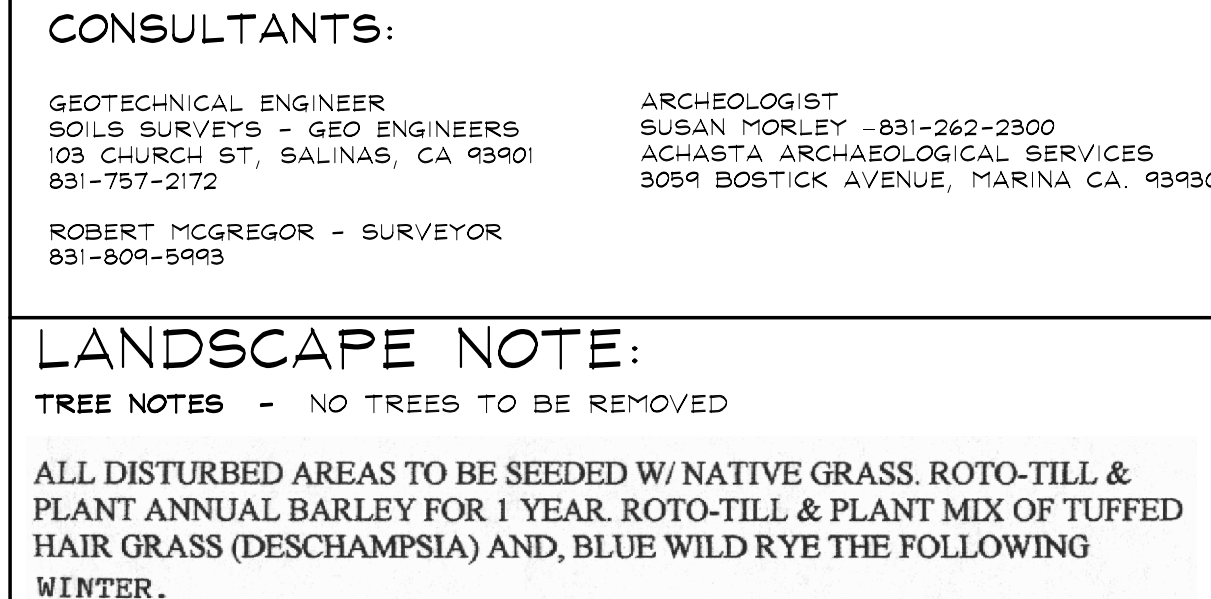 CONSULTANTS:
GEOTECHNICAL ENGINEER
SOILS SURVEYS - GEO ENGINEERS
103 CHURCH ST, SALINAS, CA 93901
831-757-2172
ROBERT MCGREGOR - SURVEYOR
831-809-5993
ARCHEOLOGIST
SUSAN MORLEY -831-262-2300
ACHASTA ARCHAEOLOGICAL SERVICES
3059 BOSTICK AVENUE, MARINA CA. 93930
LANDSCAPE NOTE:
TREE NOTES - NO TREES TO BE REMOVED
ALL DISTURBED AREAS TO BE SEEDED W/ NATIVE GRASS. ROTO-TILL &
PLANT ANNUAL BARLEY FOR 1 YEAR. ROTO-TILL & PLANT MIX OF TUFFED
HAIR GRASS (DESCHAMPSIA) AND, BLUE WILD RYE THE FOLLOWING
WINTER.